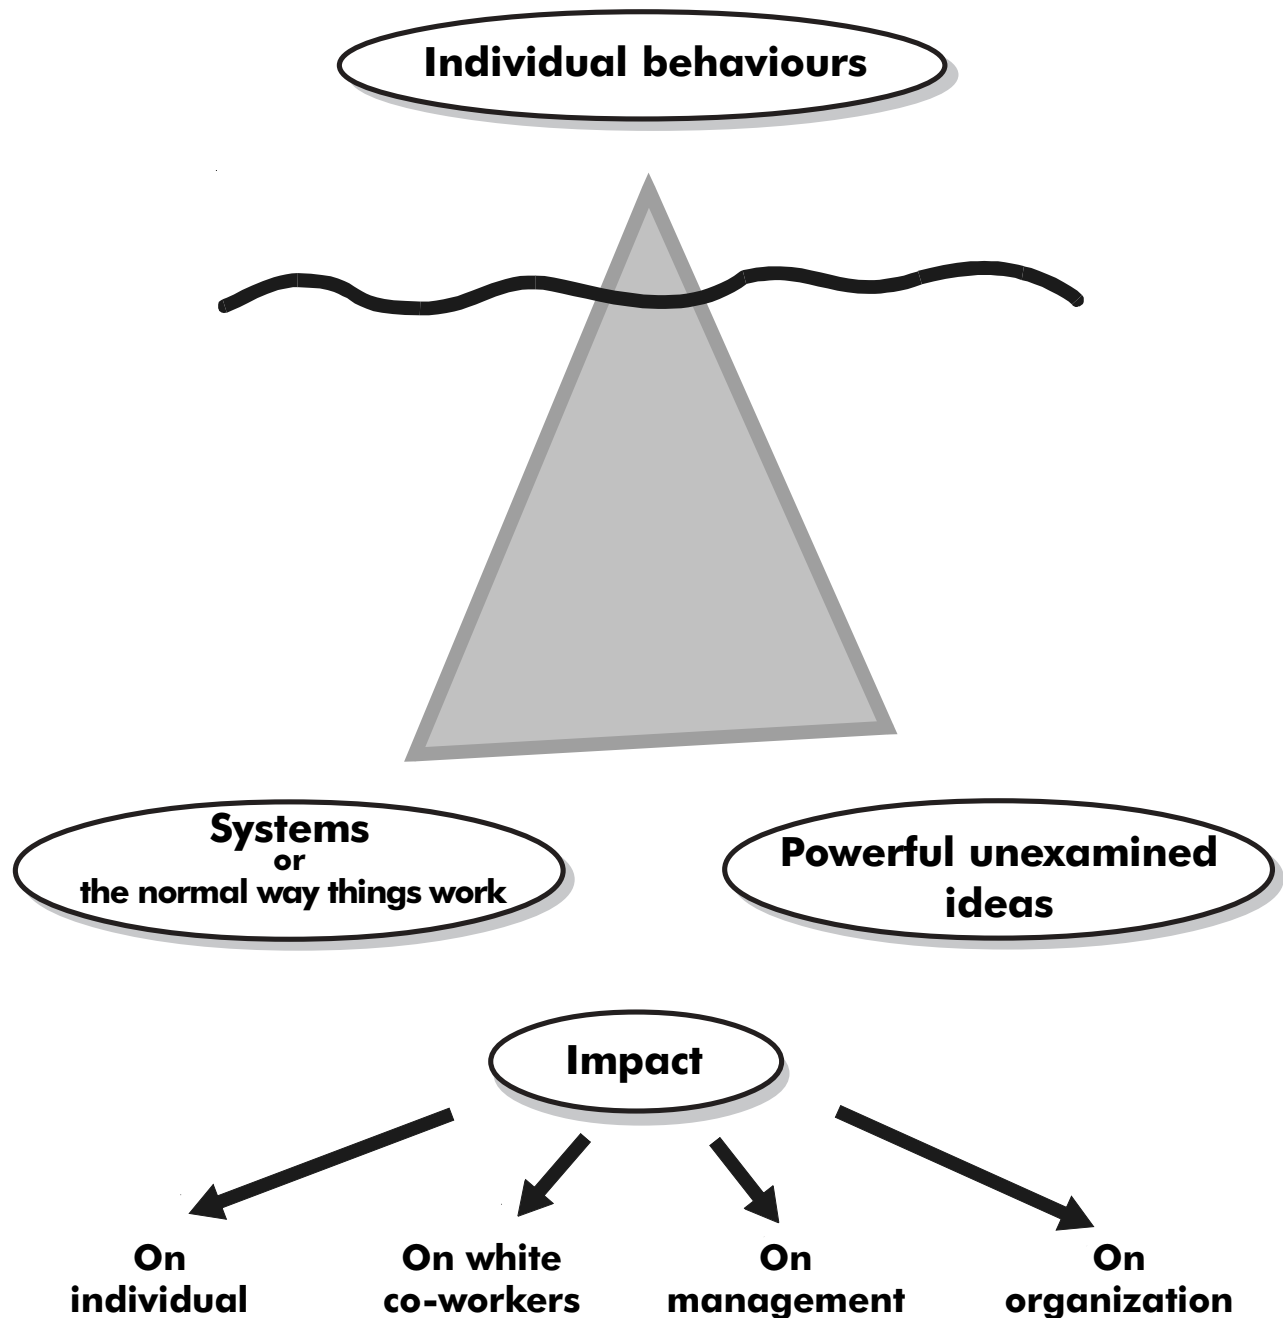 Individual behaviours
Systems
or
the normal way things work
Powerful unexamined
ideas
Impact
On
individual
On white
co-workers
On
management
On
organization